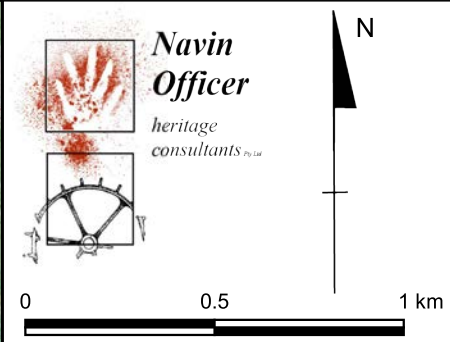 Navin
Officer
heritage
consultants Pty Ltd
N
0 0.5 1 km